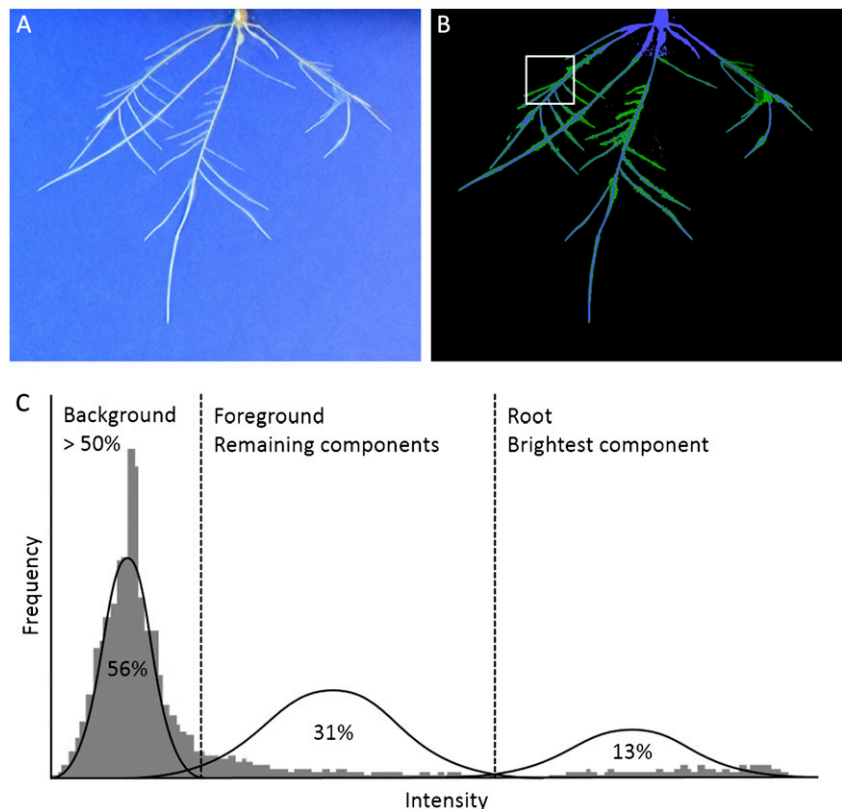 A
B
C
Background
> 50%
Foreground
Remaining components
Root
Brightest component
Frequency
56%
31%
13%
Intensity